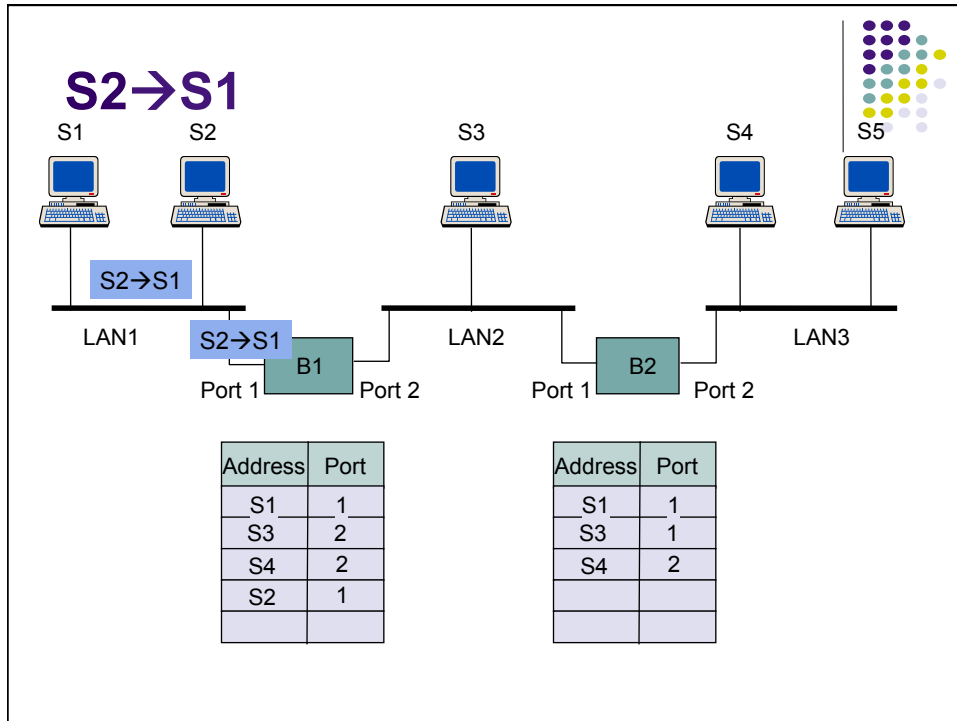 S2→S1
S1 S2 S3 S4 S5
S2→S1
LAN1 LAN2 LAN3
S2→S1
B1 B2
Port 1 Port 2 Port 1 Port 2
Address Port
S1 1
S3 2
S4 2
S2 1
Address Port
S1 1
S3 1
S4 2